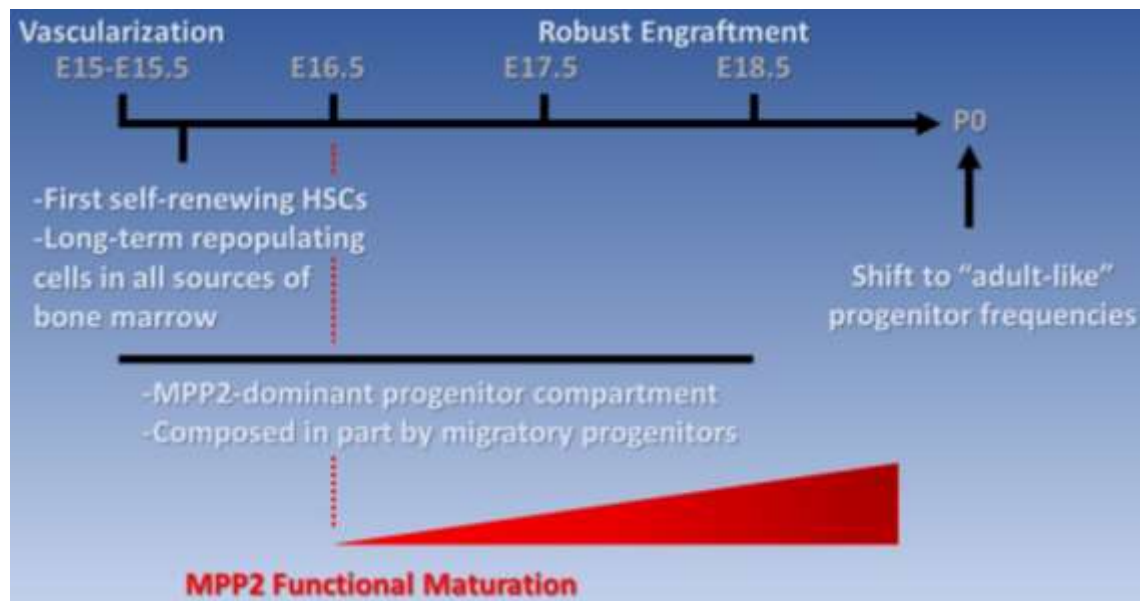 Vascularization
Robust Engraftment
E15-E15.5
E16.5
E17.5
E18.5
P0
-First self-renewing HSCs
-Long-term repopulating
cells in all sources of
bone marrow
Shift to “adult-like”
progenitor frequencies
-MPP2-dominant progenitor compartment
-Composed in part by migratory progenitors
MPP2 Functional Maturation